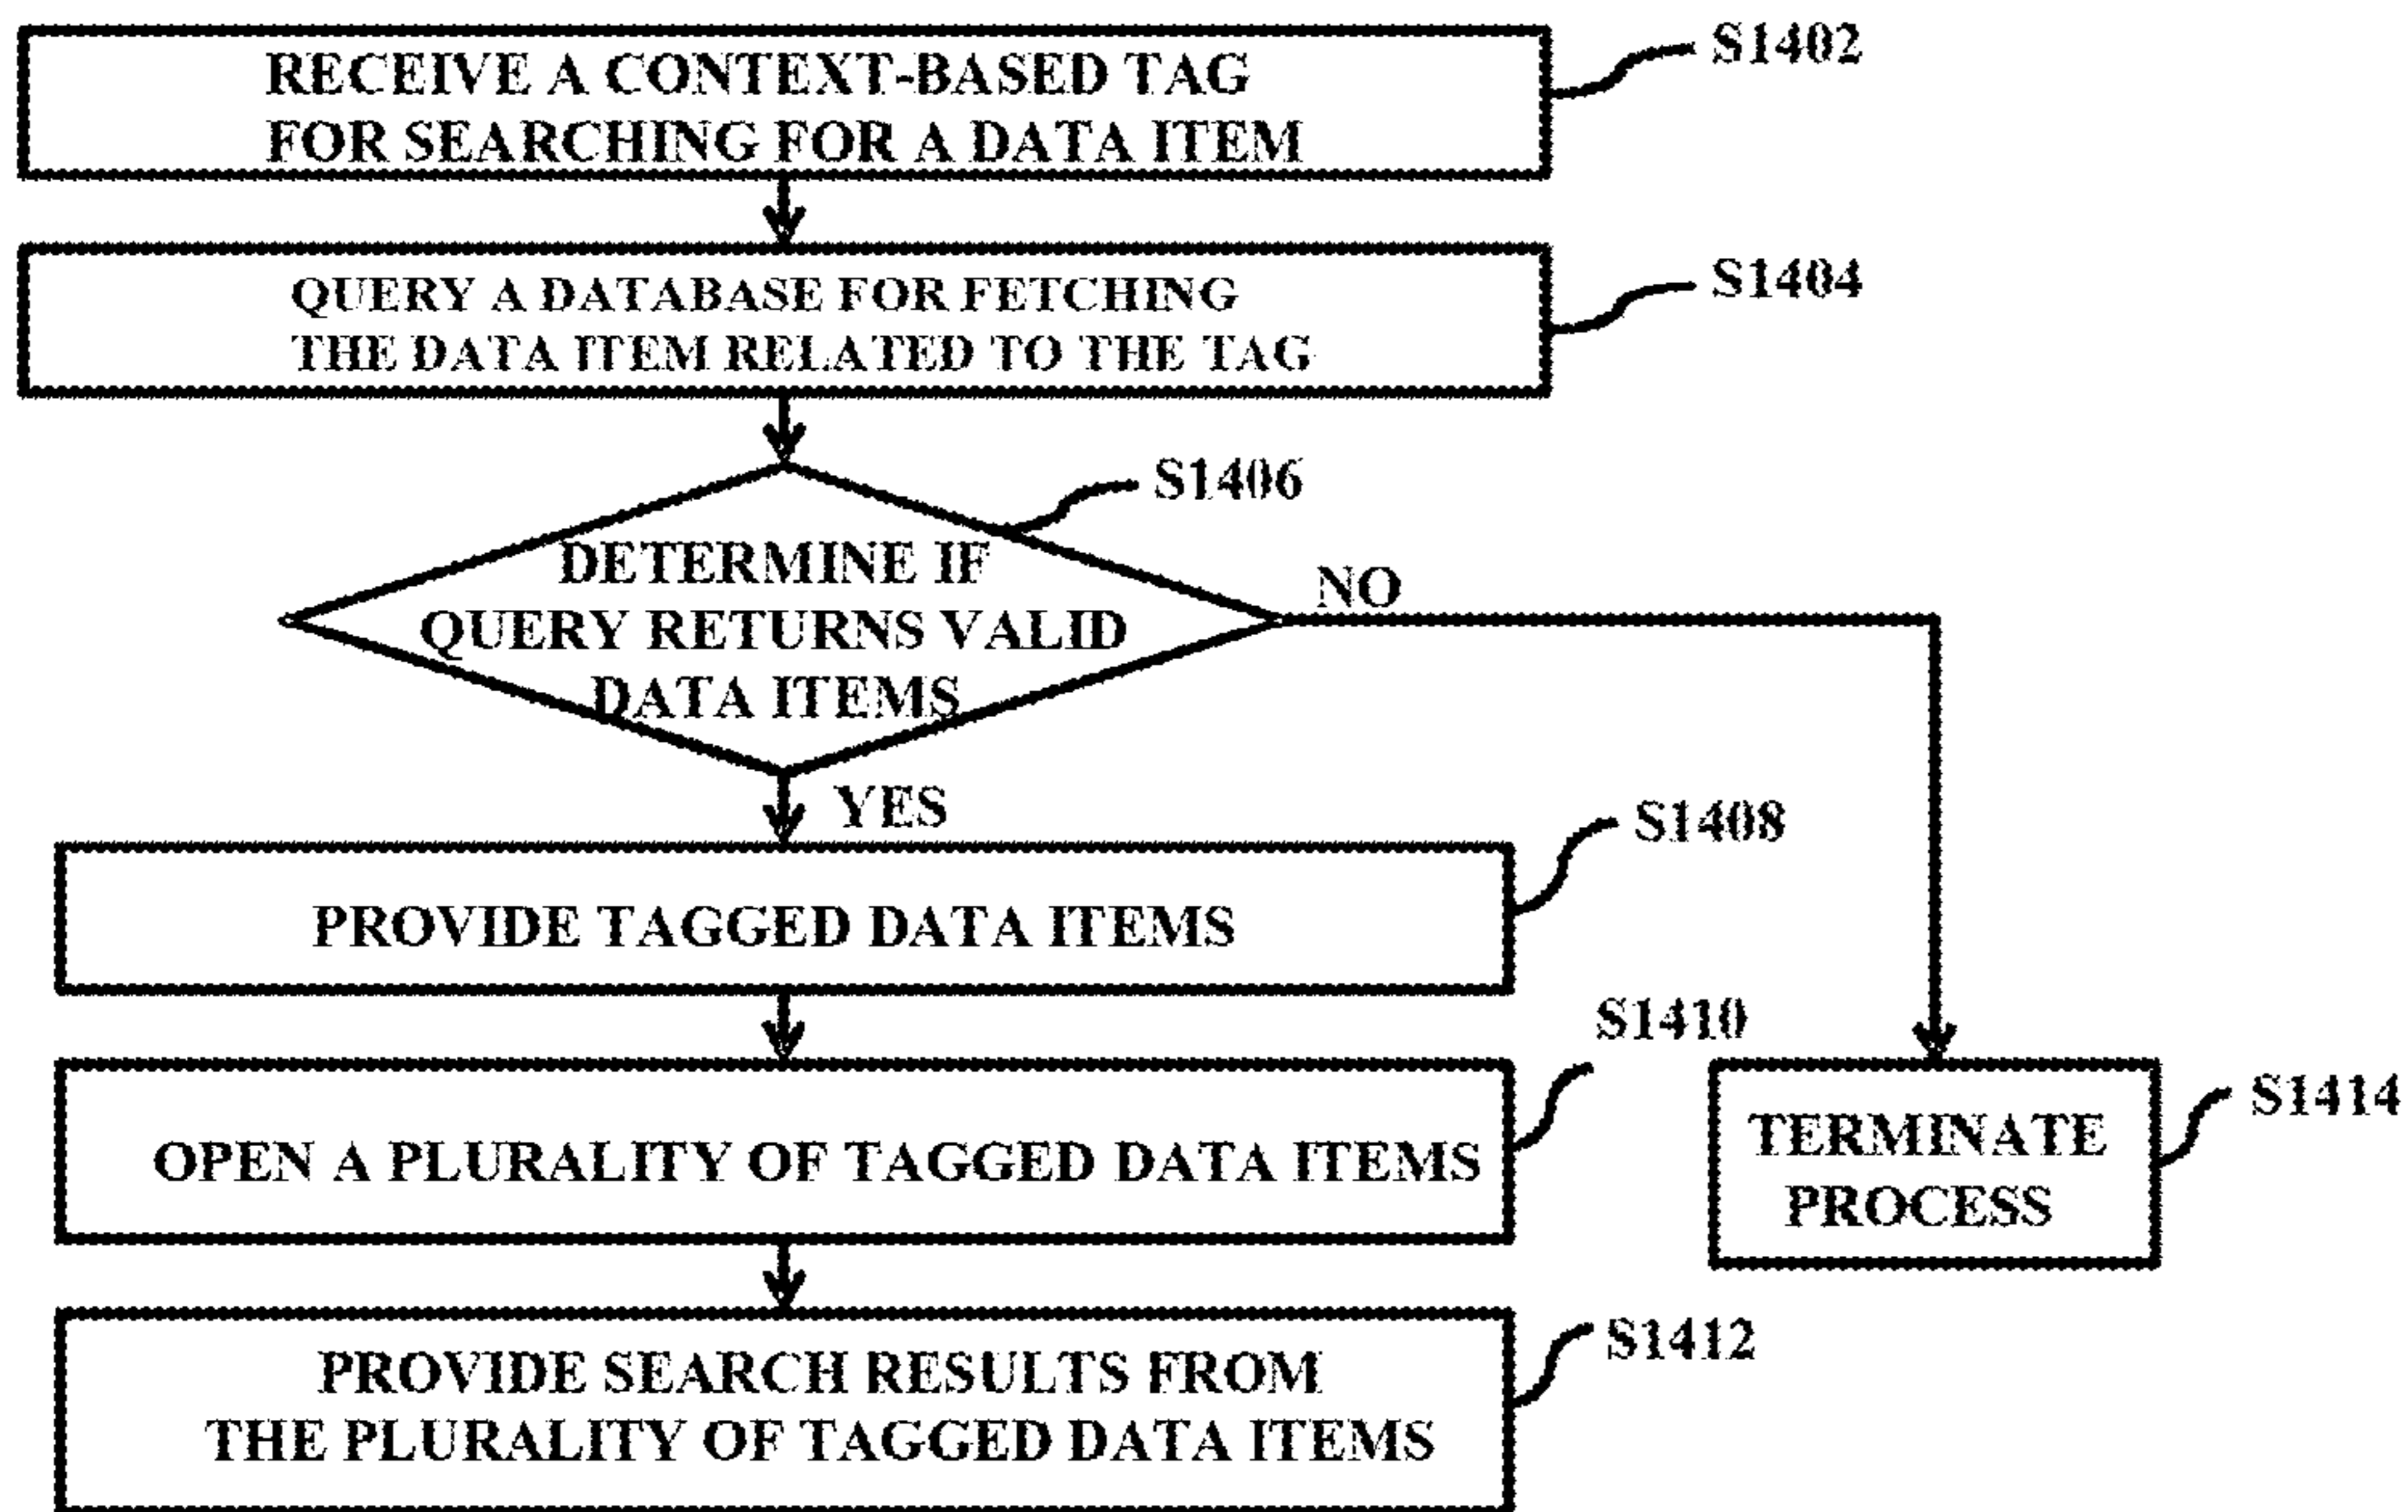 RECEIVE A CONTEXT-BASED TAG
FOR SEARCHING FOR A DATA ITEM
S1402
QUERY A DATABASE FOR FETCHING
THE DATA ITEM RELATED TO THE TAG
S1404
S1406
DETERMINE IF
QUERY RETURNS VALID
DATA ITEMS
NO
YES
S1408
PROVIDE TAGGED DATA ITEMS
S1410
OPEN A PLURALITY OF TAGGED DATA ITEMS
S1414
TERMINATE
PROCESS
S1412
PROVIDE SEARCH RESULTS FROM
THE PLURALITY OF TAGGED DATA ITEMS